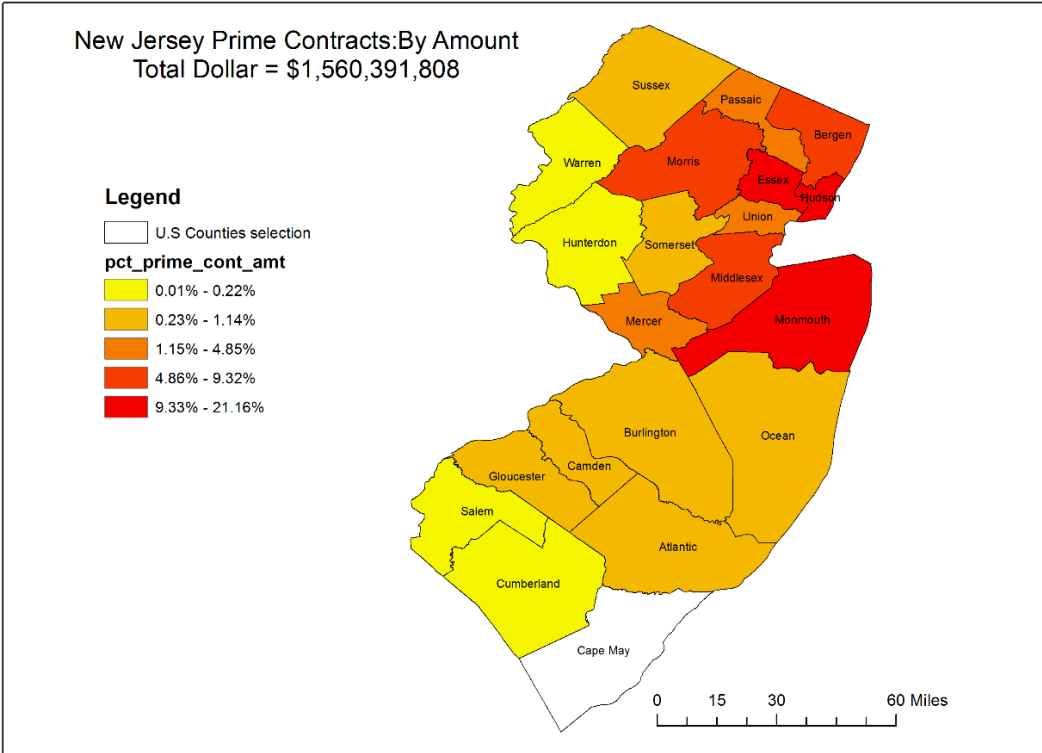 New Jersey Prime Contracts:By Amount
Total Dollar = $1,560,391,808
Legend
U.S Counties selection
pct_prime_cont_amt
0.01% - 0.22%
0.23% - 1.14%
1.15% - 4.85%
4.86% - 9.32%
9.33% - 21.16%
Sussex
Passaic
Bergen
Warren
Morris
Essex
Hudson
Union
Hunterdon
Somerset
Middlesex
Mercer
Monmouth
Burlington
Ocean
Camden
Gloucester
Salem
Atlantic
Cumberland
Cape May
0 15 30 60 Miles